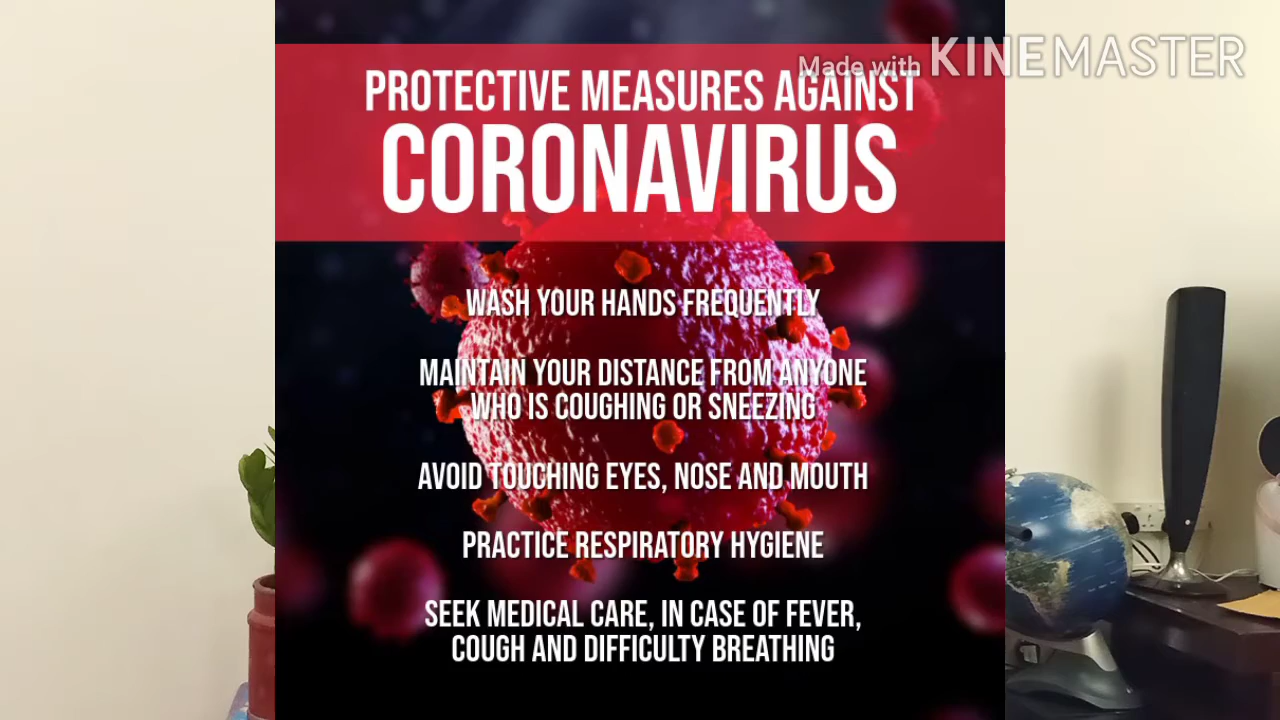 Made with KINEMASTER
PROTECTIVE MEASURES AGAINST
CORONAVIRUS
WASH YOUR HANDS FREQUENTLY
MAINTAIN YOUR DISTANCE FROM ANYONE
WHO IS COUGHING OR SNEEZING
AVOID TOUCHING EYES, NOSE AND MOUTH
PRACTICE RESPIRATORY HYGIENE
SEEK MEDICAL CARE, IN CASE OF FEVER,
COUGH AND DIFFICULTY BREATHING